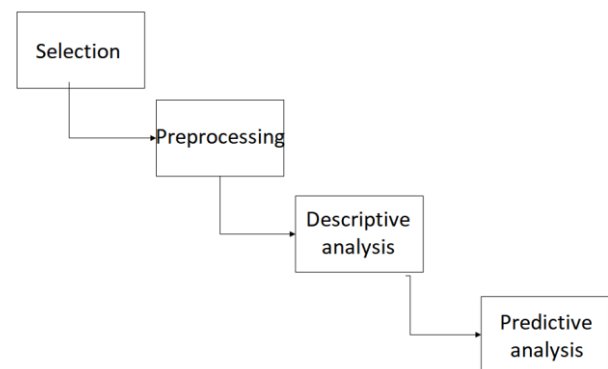 Selection
Preprocessing
Descriptive
analysis
Predictive
analysis